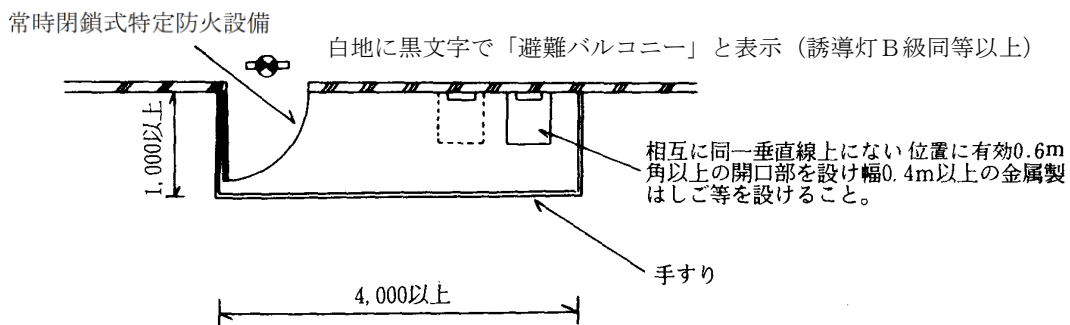 常時閉鎖式特定防火設備
白地に黒文字で「避難バルコニー」と表示（誘導灯Ｂ級同等以上）
1,000以上
相互に同一垂直線上にない位置に有効0.6m
角以上の開口部を設け幅0.4m以上の金属製
はしご等を設けること。
手すり
4,000以上